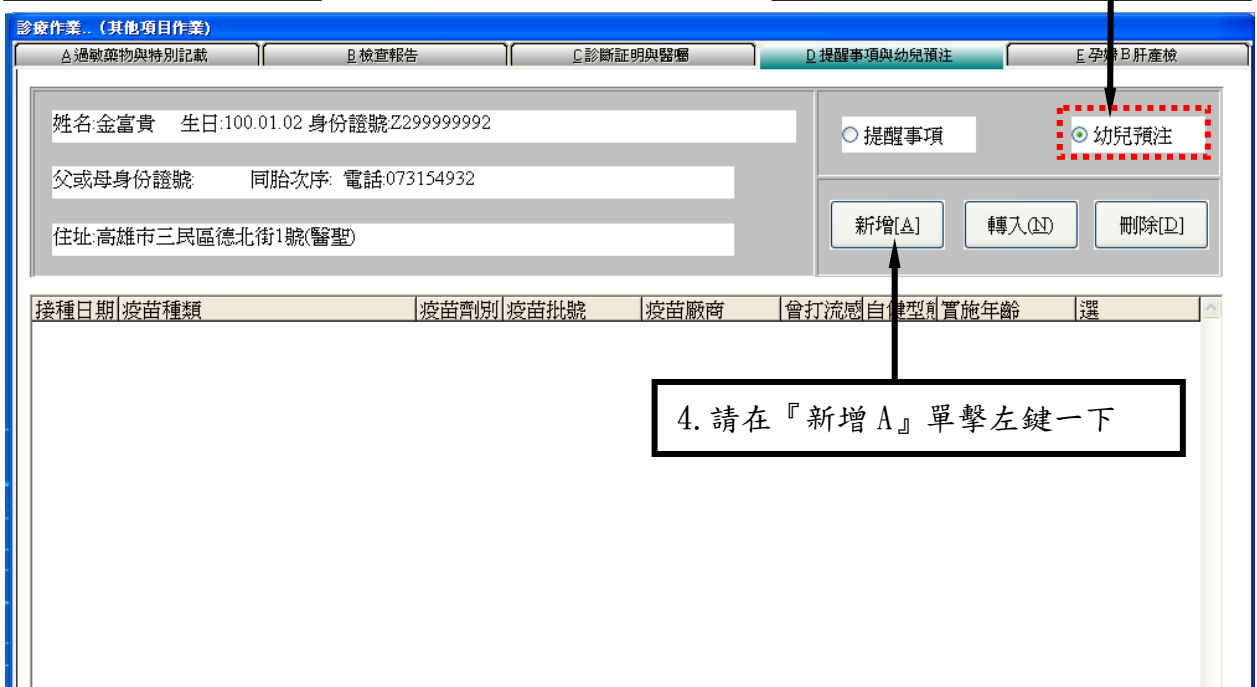 診療作業..（其他項目作業）
A過敏藥物與特別記載 B檢查報告 C診斷証明與醫囑 D提醒事項與幼兒預注 E孕婦B肝產檢
姓名:金富貴 生日:100.01.02 身份證號:Z299999992
提醒事項 幼兒預注
父或母身份證號: 同胎次序: 電話:073154932
住址:高雄市三民區德北街1號(醫聖)
新增[A] 轉入(N) 刪除[D]
接種日期 疫苗種類 疫苗劑別 疫苗批號 疫苗廠商 曾打流感 自健型 實施年齡 選
4.請在『新增A』單擊左鍵一下